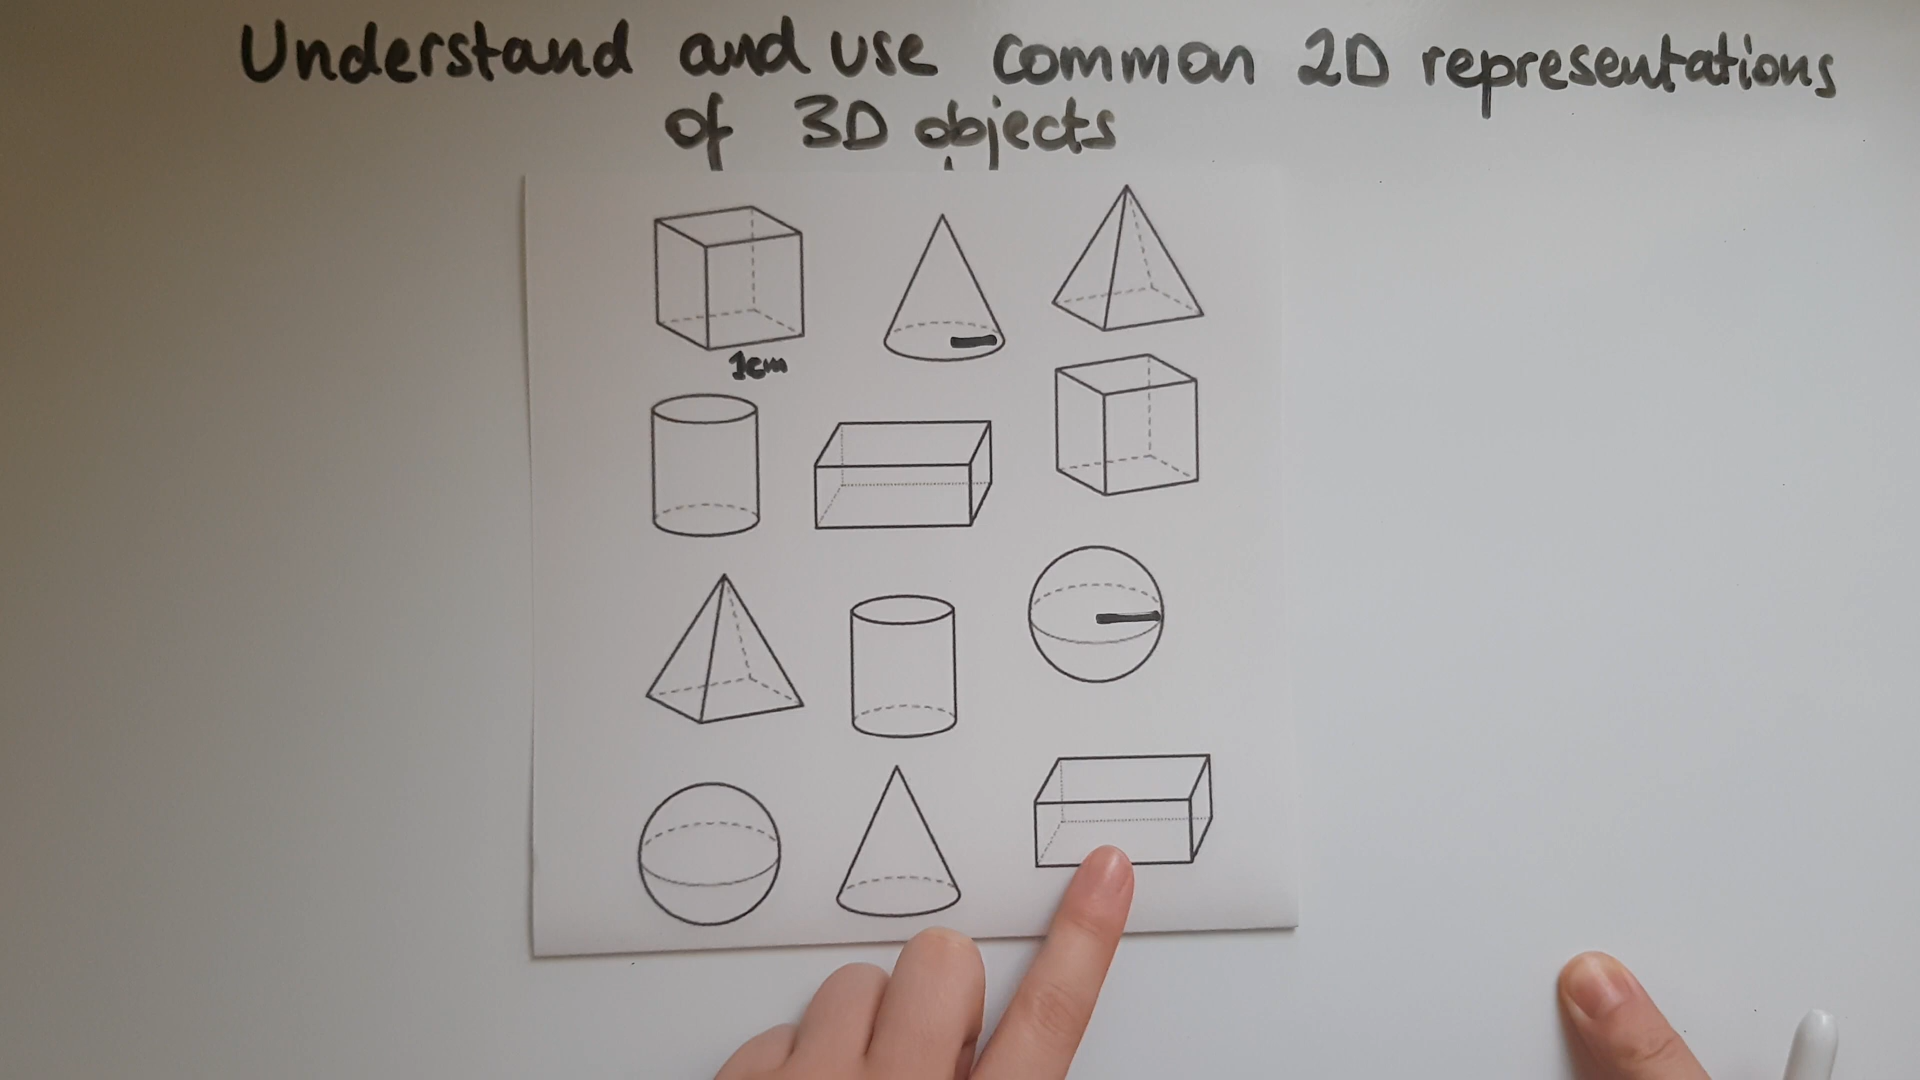 Understand and use common 2D representations
of 3D objects
1cm